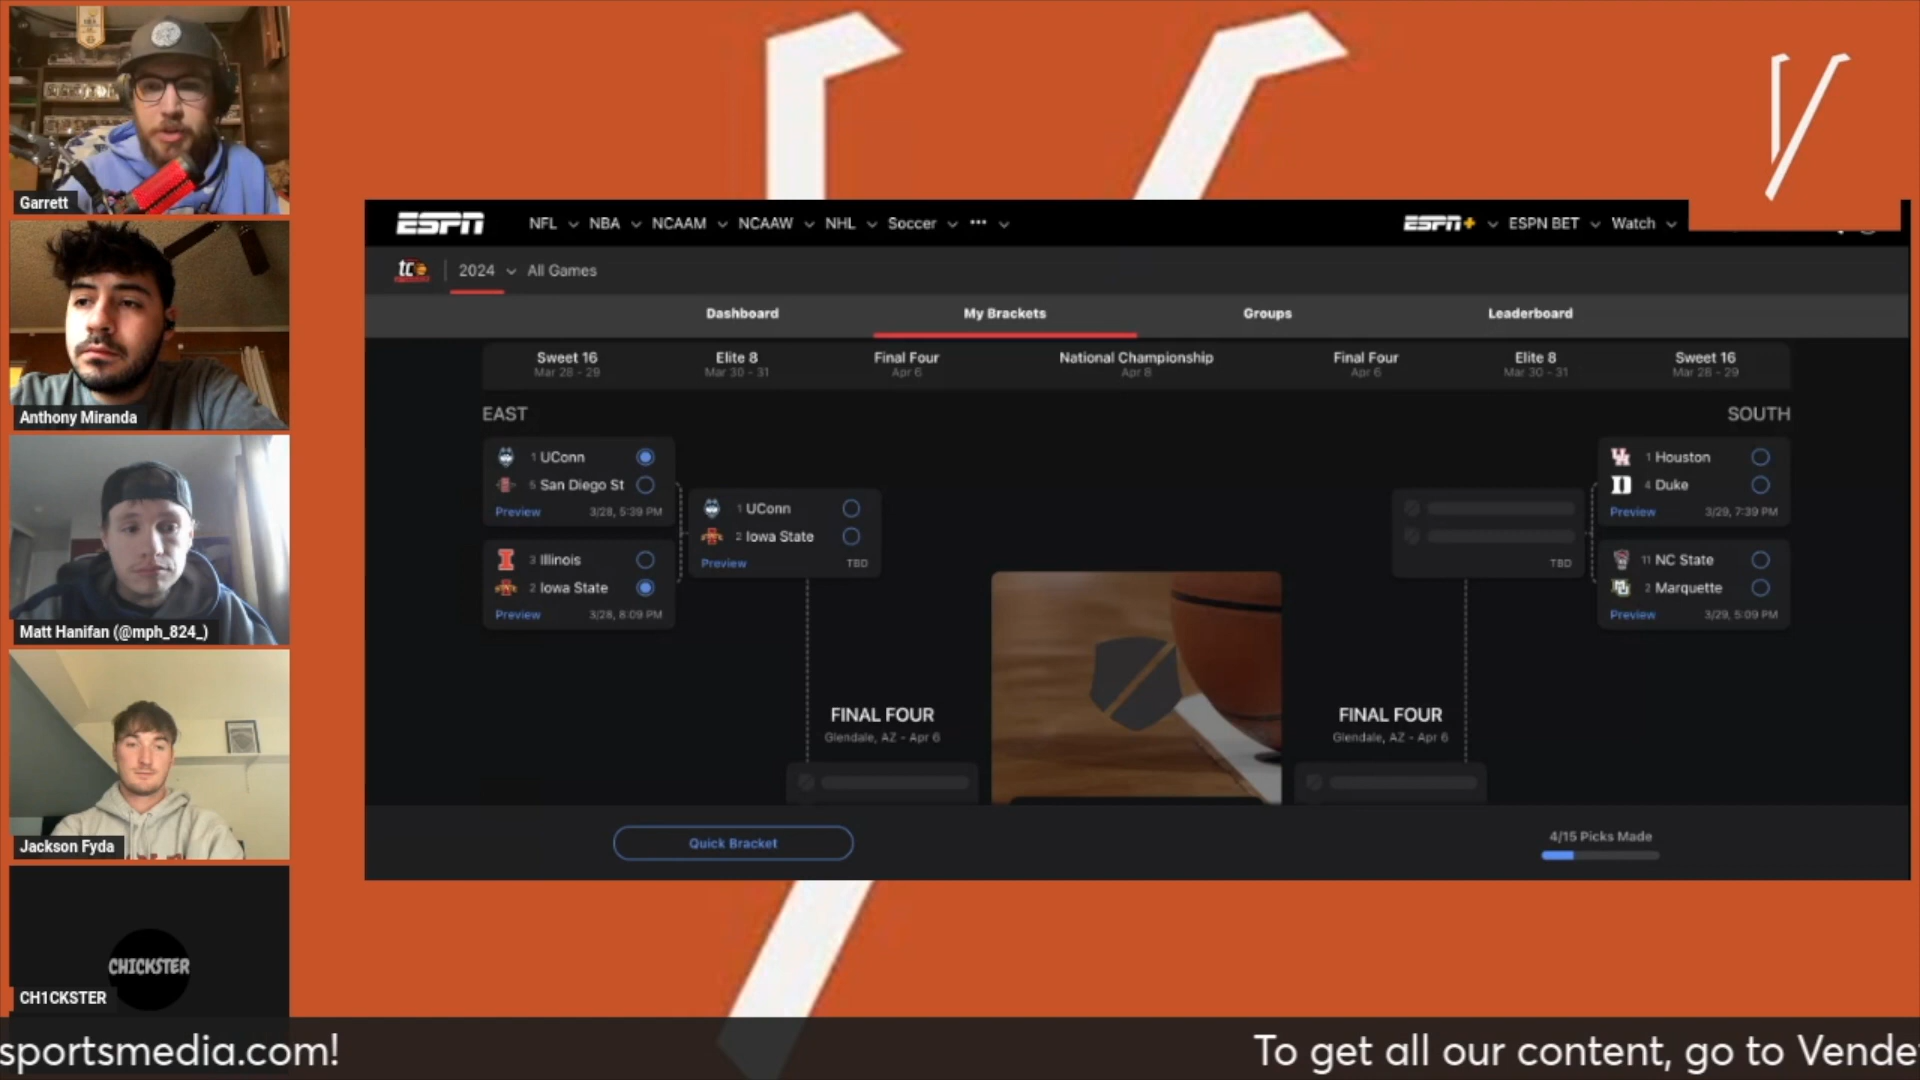 Garrett
Anthony Miranda
Matt Hanifan (@mph_824_)
Jackson Fyda
CHICKSTER
CH1CKSTER
ESPN
NFL NBA NCAAM NCAAW NHL Soccer •••
ESPN+ ESPN BET Watch
tc
2024 All Games
Dashboard My Brackets Groups Leaderboard
Sweet 16 Elite 8 Final Four National Championship Final Four Elite 8 Sweet 16
Mar 28 - 29 Mar 30 - 31 Apr 6 Apr 8 Apr 6 Mar 30 - 31 Mar 28 - 29
EAST
1 UConn
5 San Diego St
Preview 3/28, 5:39 PM
3 Illinois
2 Iowa State
Preview 3/28, 8:09 PM
1 UConn
2 Iowa State
Preview TBD
FINAL FOUR
Glendale, AZ - Apr 6
FINAL FOUR
Glendale, AZ - Apr 6
TBD
SOUTH
1 Houston
4 Duke
Preview 3/29, 7:39 PM
11 NC State
2 Marquette
Preview 3/29, 5:09 PM
Quick Bracket
4/15 Picks Made
sportsmedia.com! To get all our content, go to Vende